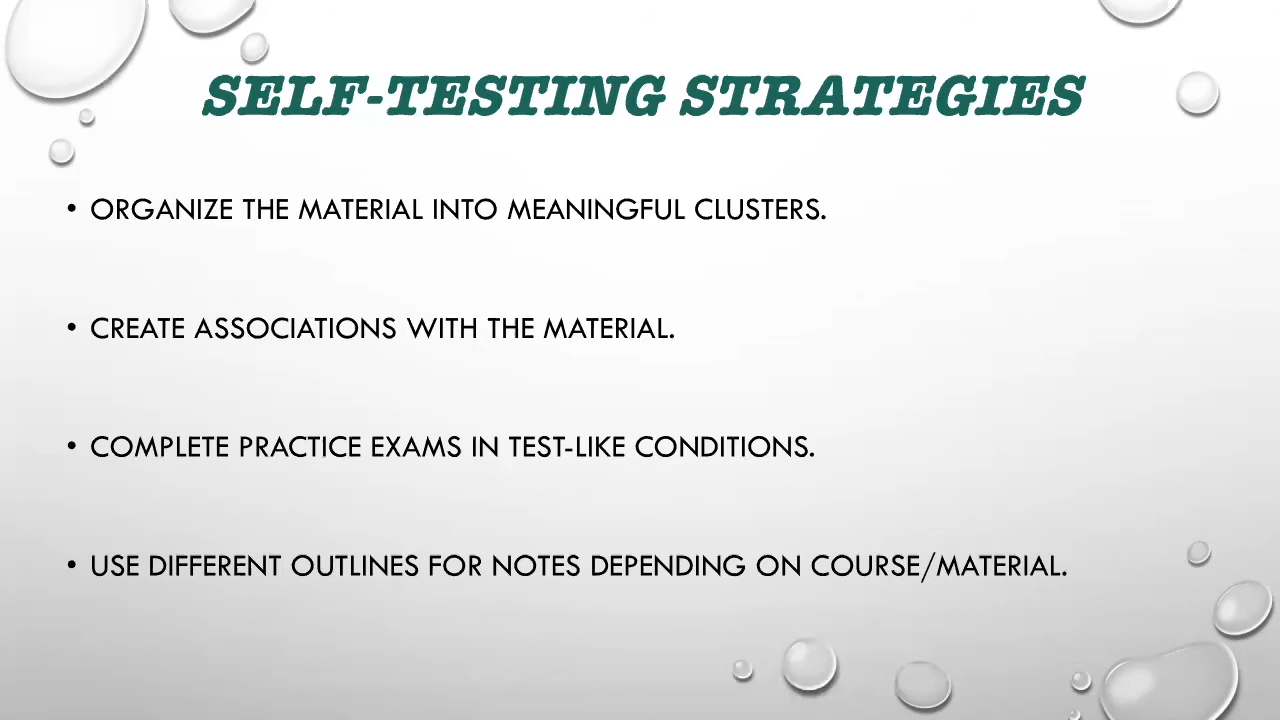 SELF-TESTING STRATEGIES
• ORGANIZE THE MATERIAL INTO MEANINGFUL CLUSTERS.
• CREATE ASSOCIATIONS WITH THE MATERIAL.
• COMPLETE PRACTICE EXAMS IN TEST-LIKE CONDITIONS.
• USE DIFFERENT OUTLINES FOR NOTES DEPENDING ON COURSE/MATERIAL.